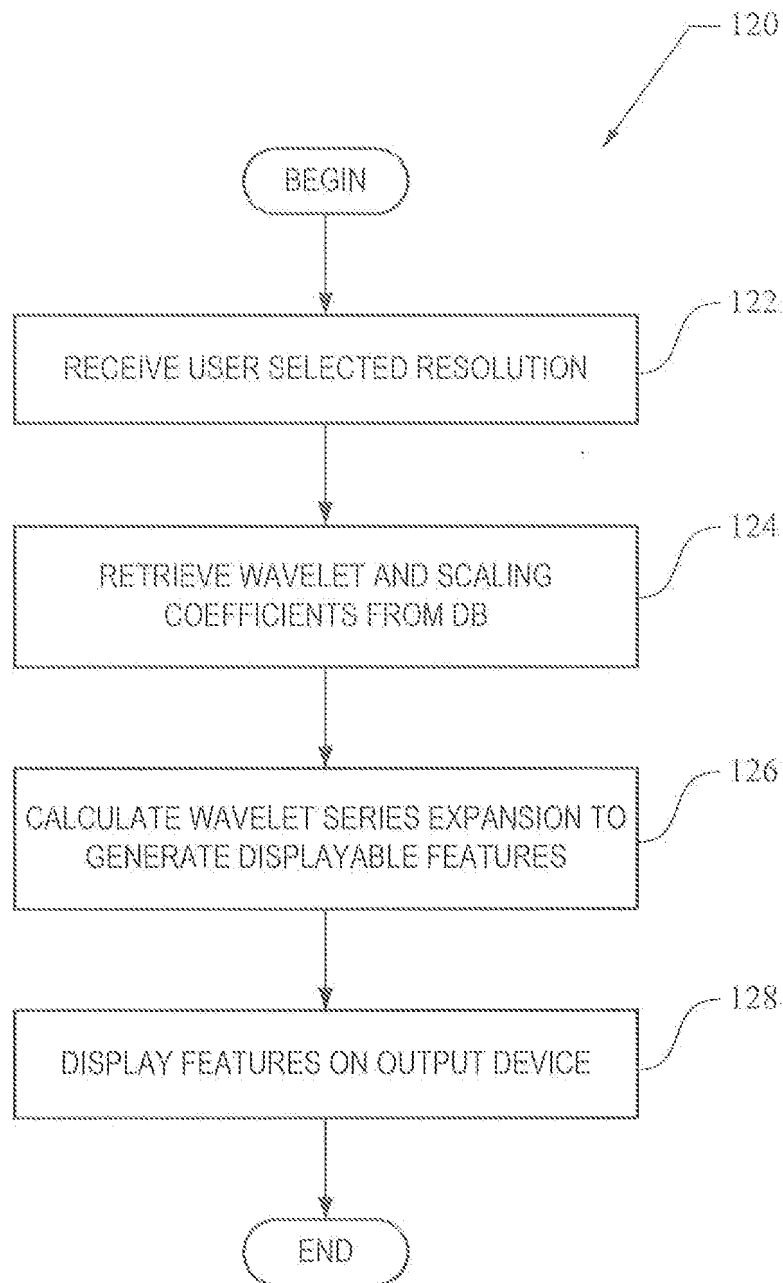 120
BEGIN
122
RECEIVE USER SELECTED RESOLUTION
124
RETRIEVE WAVELET AND SCALING
COEFFICIENTS FROM DB
126
CALCULATE WAVELET SERIES EXPANSION TO
GENERATE DISPLAYABLE FEATURES
128
DISPLAY FEATURES ON OUTPUT DEVICE
END